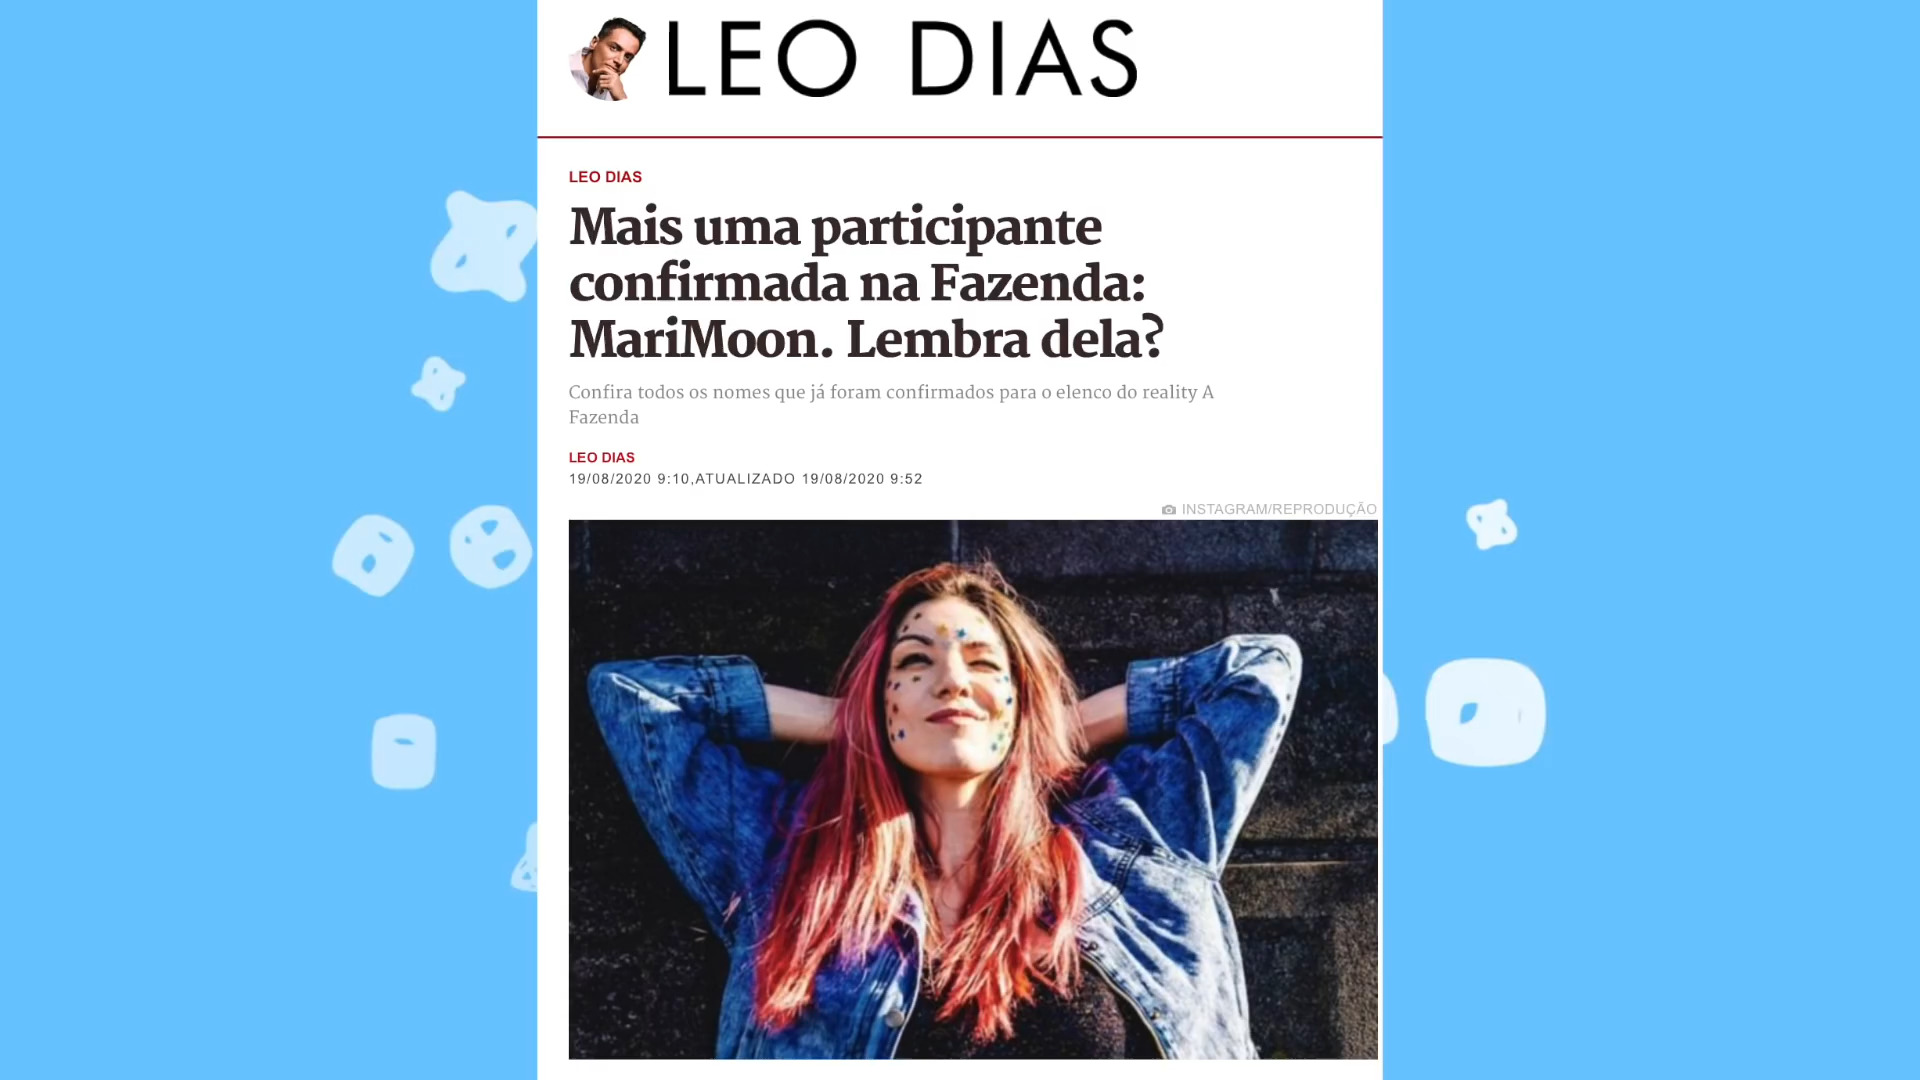 LEO DIAS
LEO DIAS
Mais uma participante
confirmada na Fazenda:
MariMoon. Lembra dela?
Confira todos os nomes que já foram confirmados para o elenco do reality A
Fazenda
LEO DIAS
19/08/2020 9:10,ATUALIZADO 19/08/2020 9:52
INSTAGRAM/REPRODUÇÃO